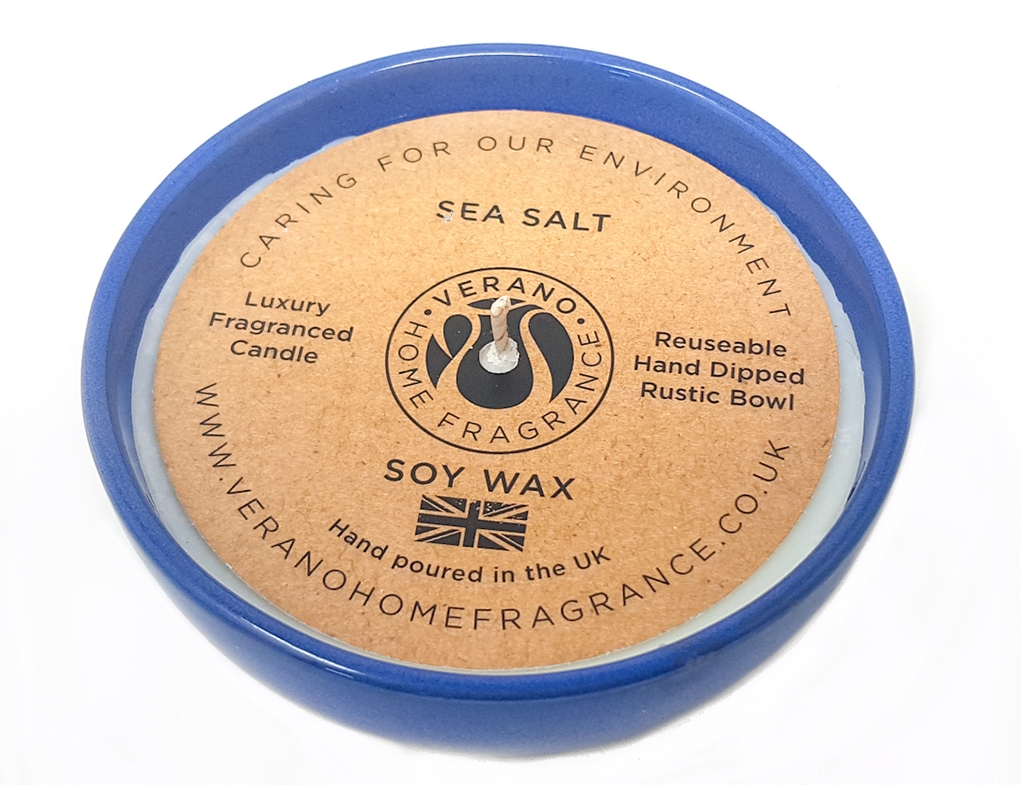 CARING FOR OUR ENVIRONMENT
SEA SALT
Luxury
Fragranced
Candle
VERANO
HOME FRAGRANCE
Reuseable
Hand Dipped
Rustic Bowl
SOY WAX
Hand poured in the UK
WWW.VERANOHOMEFRAGRANCE.CO.UK